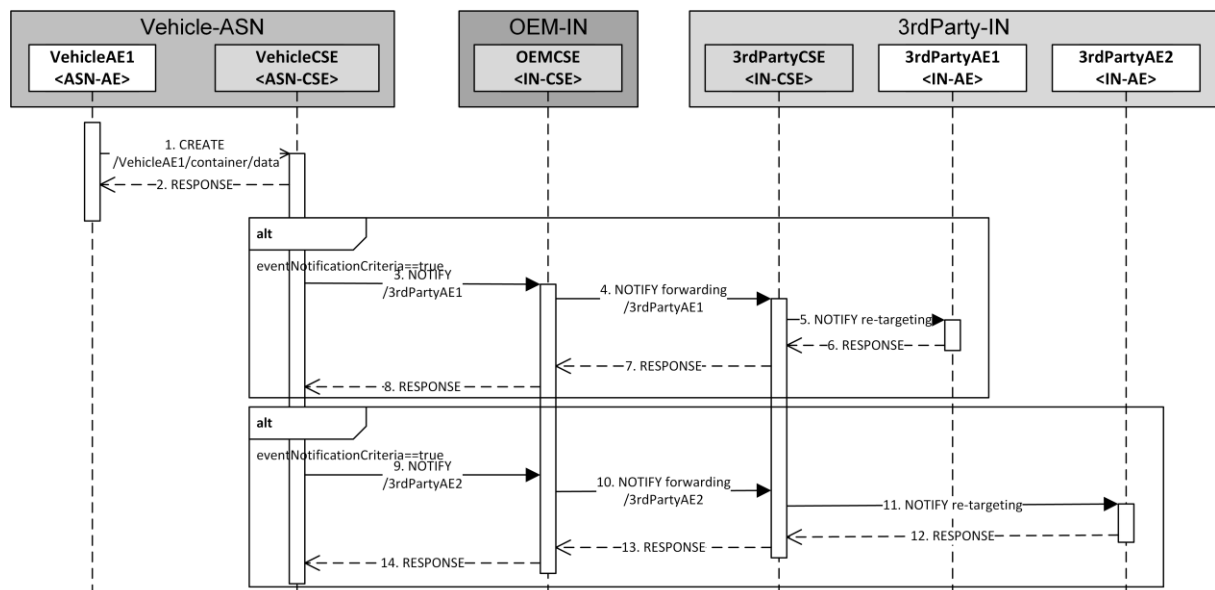 Vehicle-ASN
OEM-IN
3rdParty-IN
VehicleAE1
<ASN-AE>
VehicleCSE
<ASN-CSE>
OEMCSE
<IN-CSE>
3rdPartyCSE
<IN-CSE>
3rdPartyAE1
<IN-AE>
3rdPartyAE2
<IN-AE>
1. CREATE
/VehicleAE1/container/data
2. RESPONSE
alt
eventNotificationCriteria==true
3. NOTIFY
/3rdPartyAE1
4. NOTIFY forwarding
/3rdPartyAE1
5. NOTIFY re-targeting
6. RESPONSE
7. RESPONSE
8. RESPONSE
alt
eventNotificationCriteria==true
9. NOTIFY
/3rdPartyAE2
10. NOTIFY forwarding
/3rdPartyAE2
11. NOTIFY re-targeting
12. RESPONSE
13. RESPONSE
14. RESPONSE